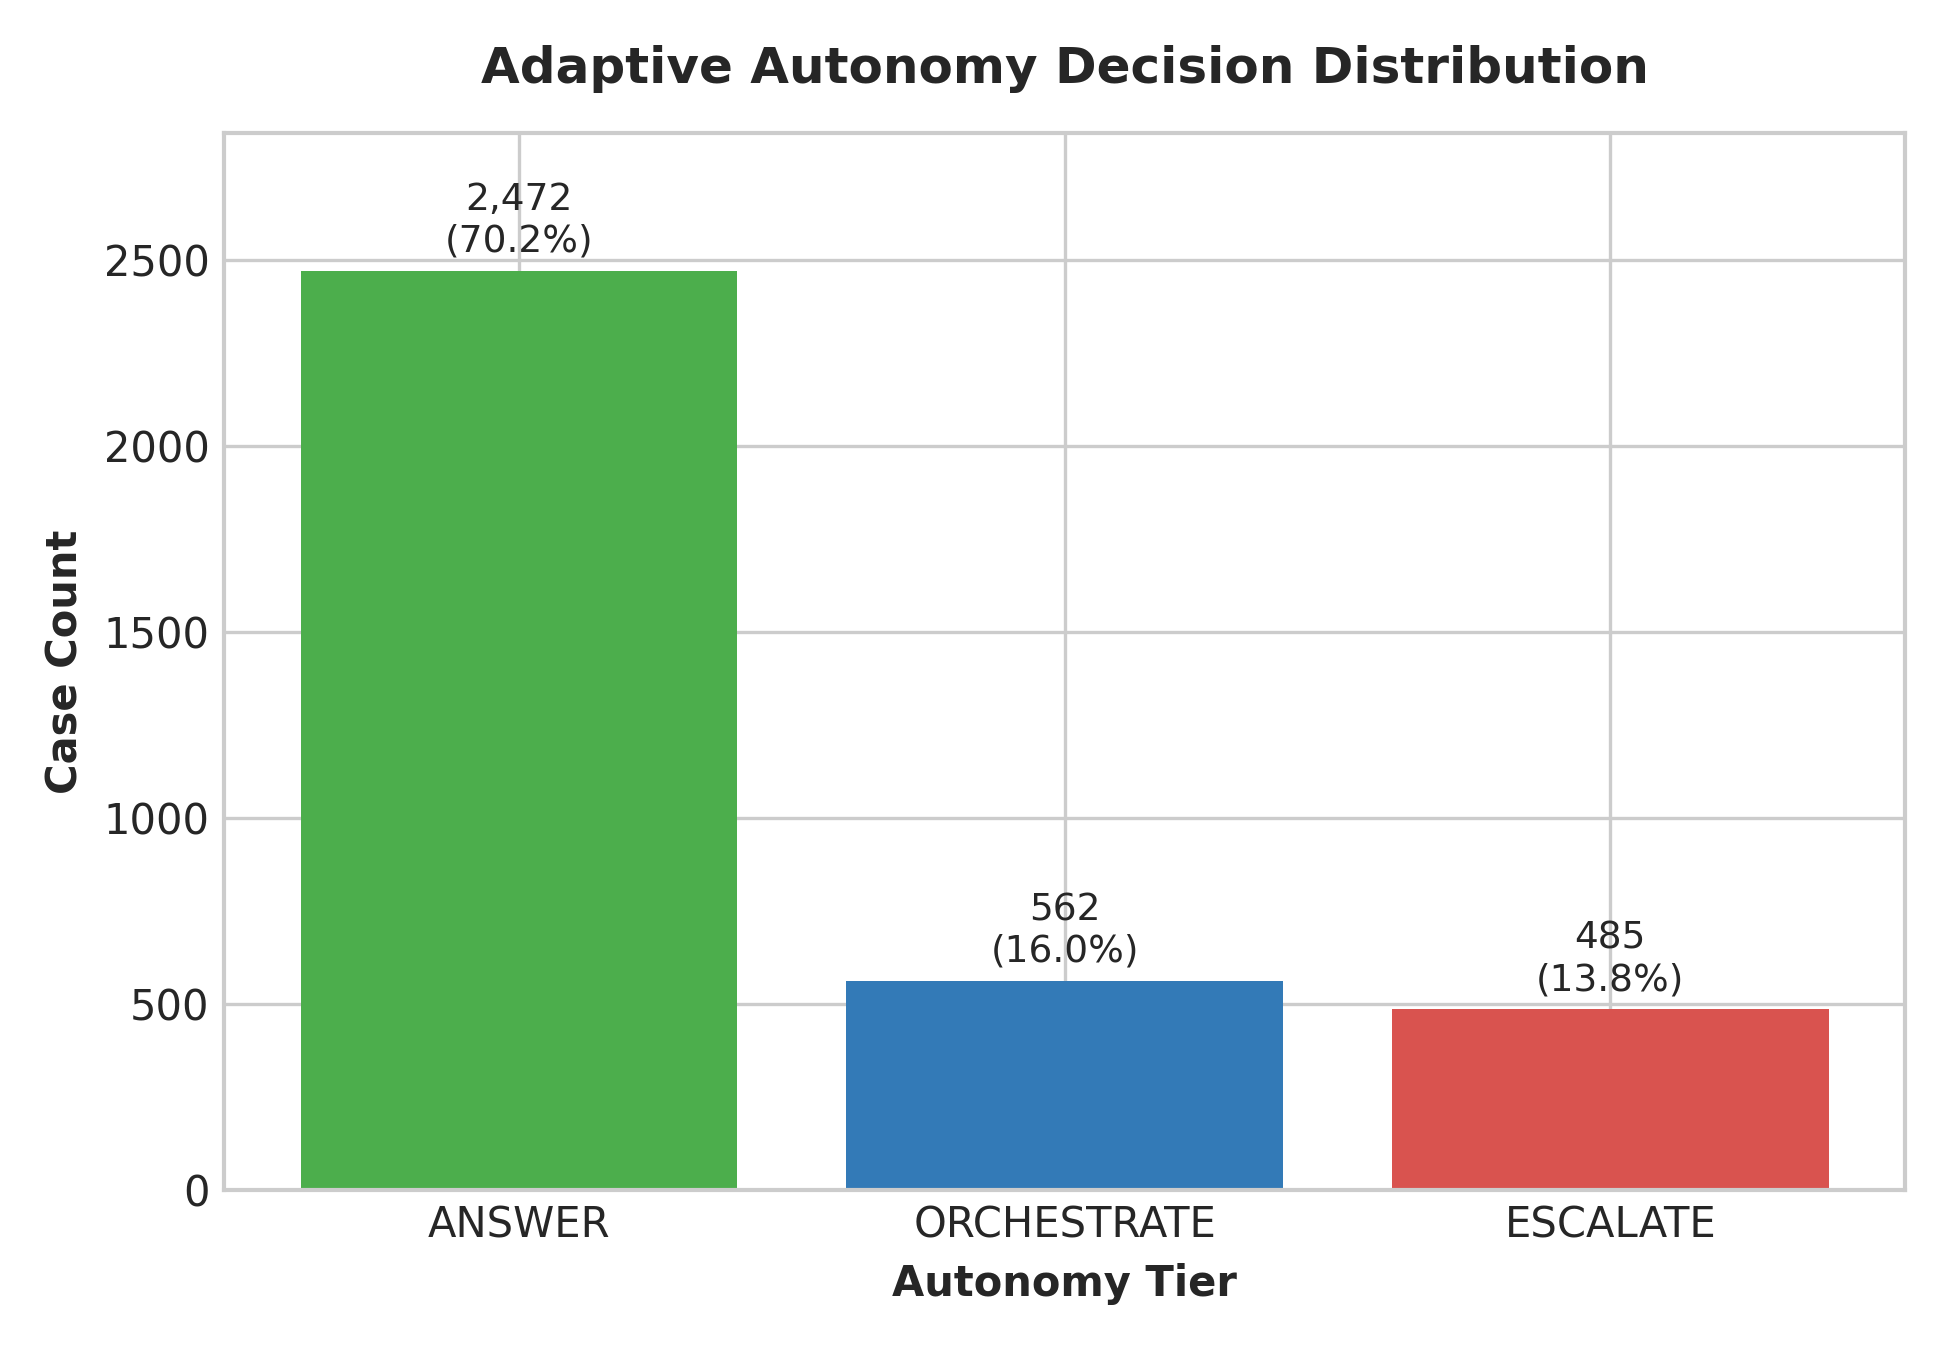 Adaptive Autonomy Decision Distribution
2,472
(70.2%)
562
(16.0%)
485
(13.8%)
2500
2000
1500
1000
500
0
Case Count
ANSWER
ORCHESTRATE
ESCALATE
Autonomy Tier